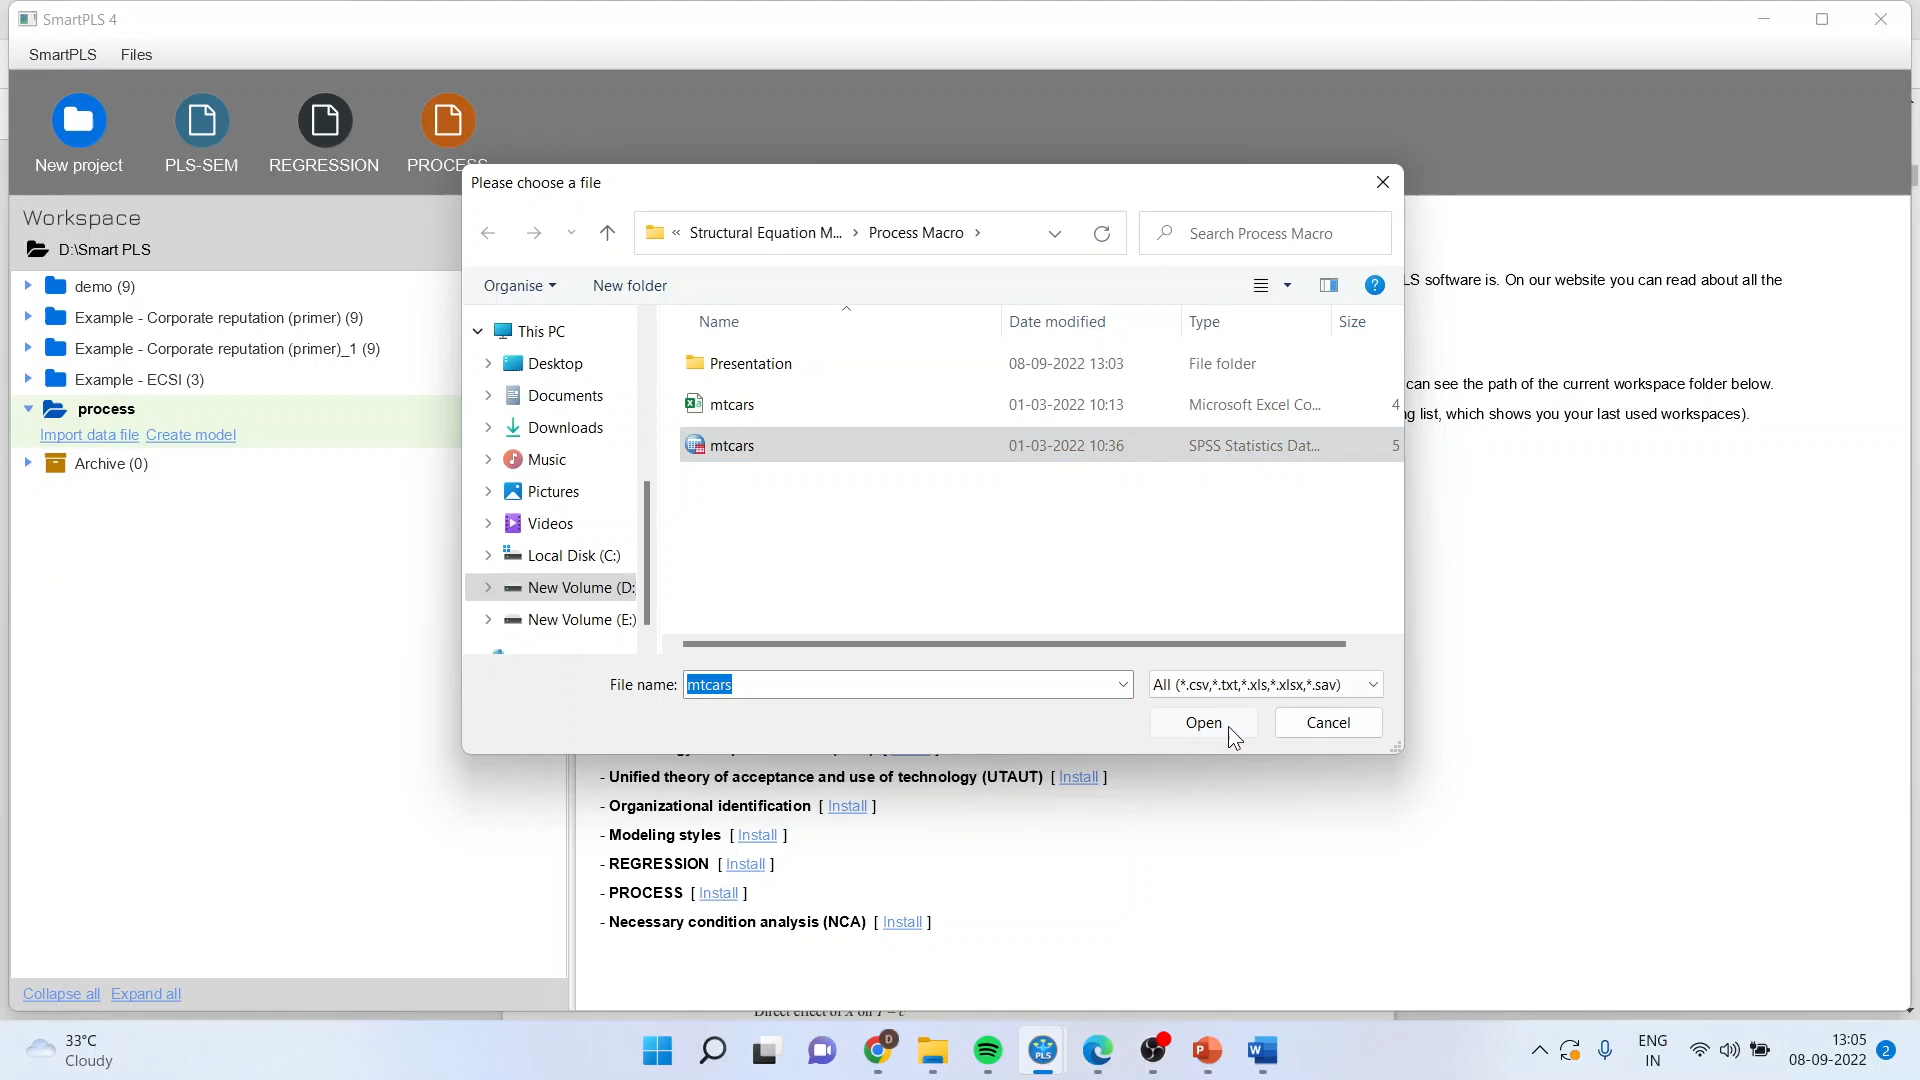 SmartPLS 4
SmartPLS Files
New project PLS-SEM REGRESSION PROCESS
Please choose a file
Workspace
D:\Smart PLS
« Structural Equation M... > Process Macro >
Search Process Macro
Organise New folder
demo (9)
Example - Corporate reputation (primer) (9)
Example - Corporate reputation (primer)_1 (9)
Example - ECSI (3)
process
Import data file Create model
Archive (0)
This PC
Desktop
Documents
Downloads
Music
Pictures
Videos
Local Disk (C:)
New Volume (D:
New Volume (E:)
Name Date modified Type Size
Presentation 08-09-2022 13:03 File folder
mtcars 01-03-2022 10:13 Microsoft Excel Co... 4
mtcars 01-03-2022 10:36 SPSS Statistics Dat... 5
File name: mtcars All (*.csv,*.txt,*.xls,*.xlsx,*.sav)
Open Cancel
LS software is. On our website you can read about all the
can see the path of the current workspace folder below.
ng list, which shows you your last used workspaces).
- Unified theory of acceptance and use of technology (UTAUT) [ Install ]
- Organizational identification [ Install ]
- Modeling styles [ Install ]
- REGRESSION [ Install ]
- PROCESS [ Install ]
- Necessary condition analysis (NCA) [ Install ]
Collapse all Expand all
33°C
Cloudy
D
PLS
ENG
IN
13:05
08-09-2022
2